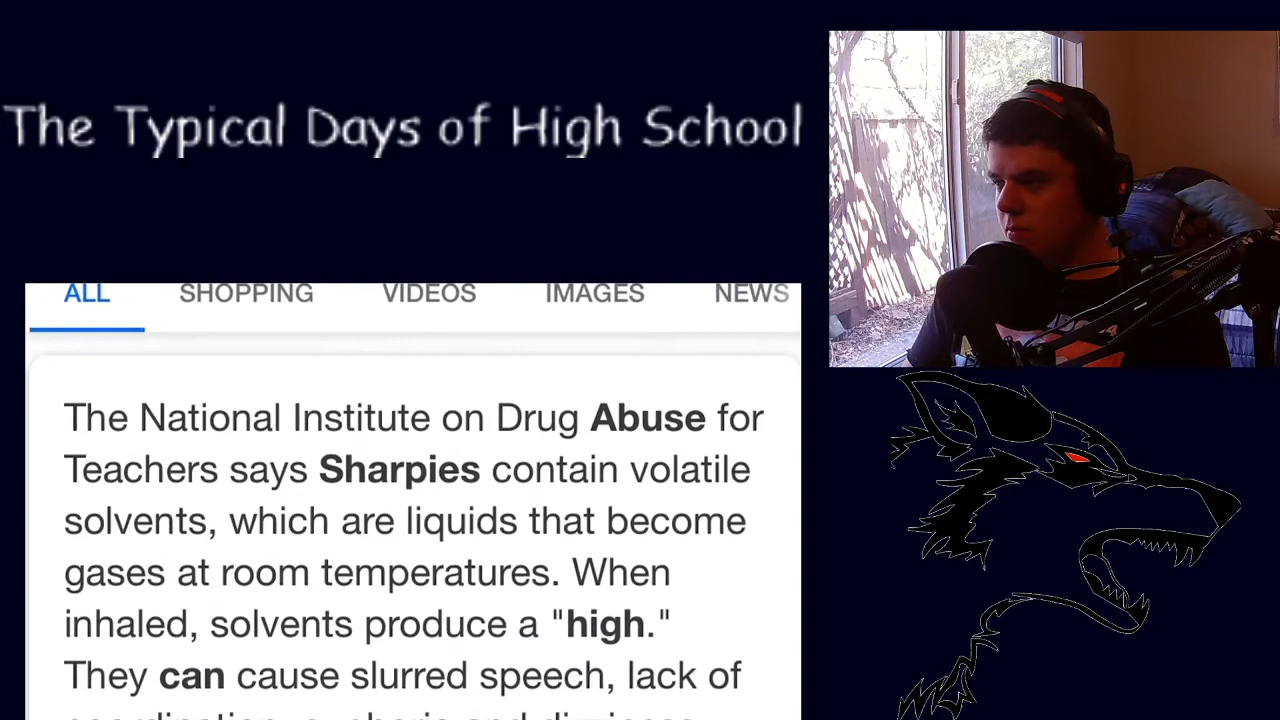 The Typical Days of High School
ALL SHOPPING VIDEOS IMAGES NEWS
The National Institute on Drug Abuse for
Teachers says Sharpies contain volatile
solvents, which are liquids that become
gases at room temperatures. When
inhaled, solvents produce a "high."
They can cause slurred speech, lack of